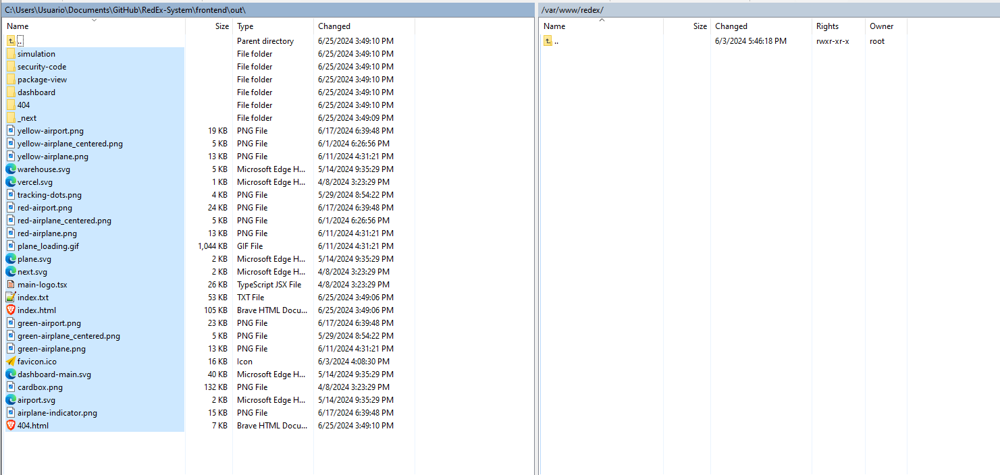 C:\Users\Usuario\Documents\GitHub\RedEx-System\frontend\out\
Name Size Type Changed
.. Parent directory 6/25/2024 3:49:10 PM
simulation File folder 6/25/2024 3:49:10 PM
security-code File folder 6/25/2024 3:49:10 PM
package-view File folder 6/25/2024 3:49:10 PM
dashboard File folder 6/25/2024 3:49:10 PM
404 File folder 6/25/2024 3:49:10 PM
_next File folder 6/25/2024 3:49:09 PM
yellow-airport.png 19 KB PNG File 6/17/2024 6:39:48 PM
yellow-airplane_centered.png 5 KB PNG File 6/1/2024 6:26:56 PM
yellow-airplane.png 13 KB PNG File 6/11/2024 4:31:21 PM
warehouse.svg 5 KB Microsoft Edge H... 5/14/2024 9:35:29 PM
vercel.svg 1 KB Microsoft Edge H... 4/8/2024 3:23:29 PM
tracking-dots.png 4 KB PNG File 5/29/2024 8:54:22 PM
red-airport.png 24 KB PNG File 6/17/2024 6:39:48 PM
red-airplane_centered.png 5 KB PNG File 6/1/2024 6:26:56 PM
red-airplane.png 13 KB PNG File 6/11/2024 4:31:21 PM
plane_loading.gif 1,044 KB GIF File 6/11/2024 4:31:21 PM
plane.svg 2 KB Microsoft Edge H... 5/14/2024 9:35:29 PM
next.svg 2 KB Microsoft Edge H... 4/8/2024 3:23:29 PM
main-logo.tsx 26 KB TypeScript JSX File 4/8/2024 3:23:29 PM
index.txt 53 KB TXT File 6/25/2024 3:49:06 PM
index.html 105 KB Brave HTML Docu... 6/25/2024 3:49:06 PM
green-airport.png 23 KB PNG File 6/17/2024 6:39:48 PM
green-airplane_centered.png 5 KB PNG File 5/29/2024 8:54:22 PM
green-airplane.png 13 KB PNG File 6/11/2024 4:31:21 PM
favicon.ico 16 KB Icon 6/3/2024 4:08:30 PM
dashboard-main.svg 40 KB Microsoft Edge H... 5/14/2024 9:35:29 PM
cardbox.png 132 KB PNG File 4/8/2024 3:23:29 PM
airport.svg 2 KB Microsoft Edge H... 5/14/2024 9:35:29 PM
airplane-indicator.png 15 KB PNG File 6/17/2024 6:39:48 PM
404.html 7 KB Brave HTML Docu... 6/25/2024 3:49:10 PM
/var/www/redex/
Name Size Changed Rights Owner
.. 6/3/2024 5:46:18 PM rwxr-xr-x root